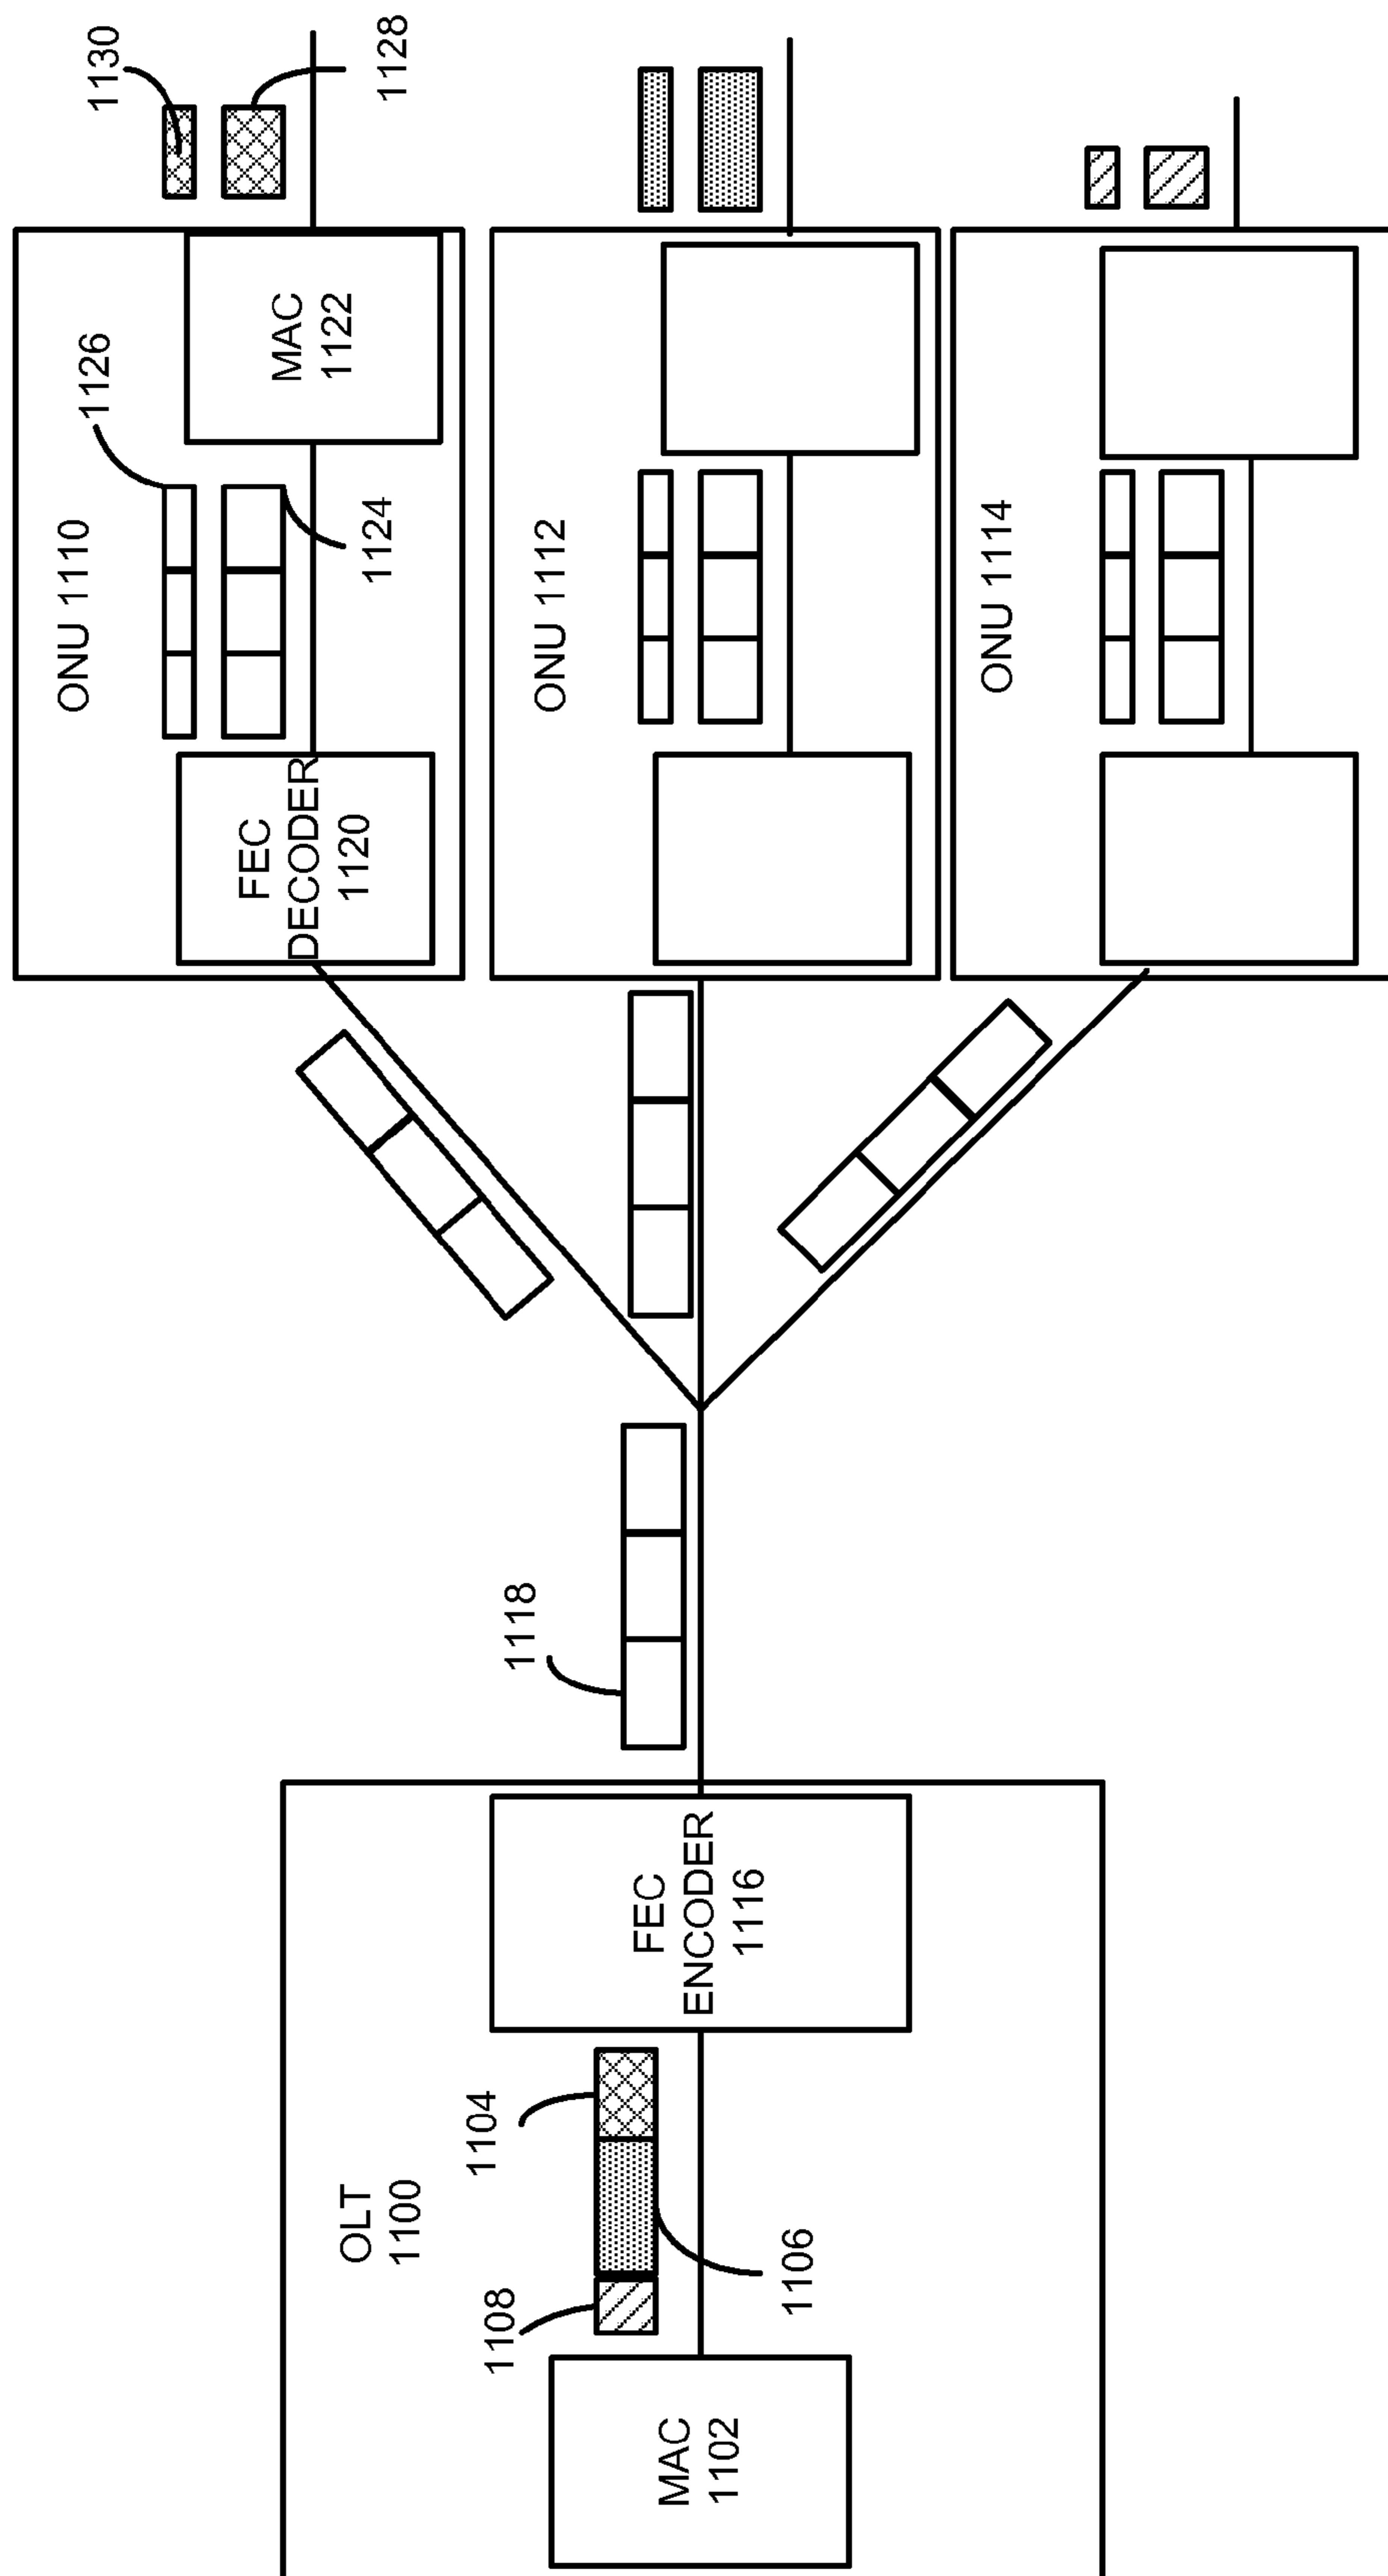 OLT
1100
MAC
1102
1108
1106
1104
FEC
ENCODER
1116
1118
ONU 1110
FEC
DECODER
1120
1126
1124
MAC
1122
1130
1128
ONU 1112
ONU 1114